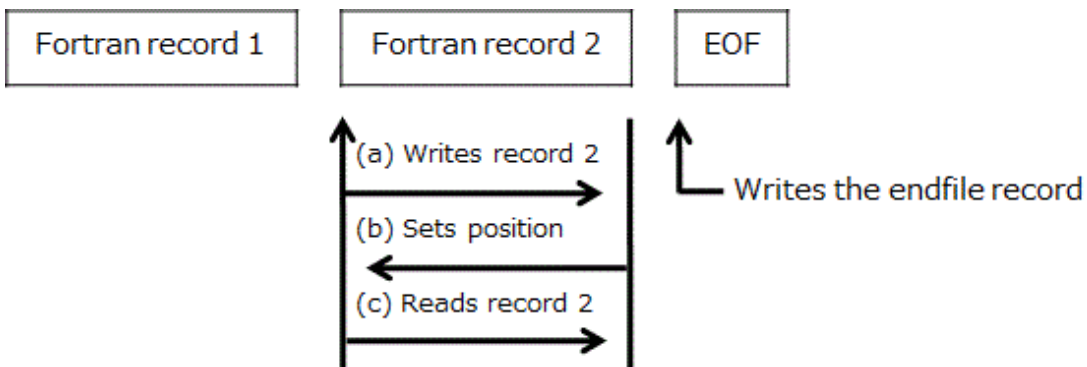 Fortran record 1
Fortran record 2
EOF
(a) Writes record 2
Writes the endfile record
(b) Sets position
(c) Reads record 2